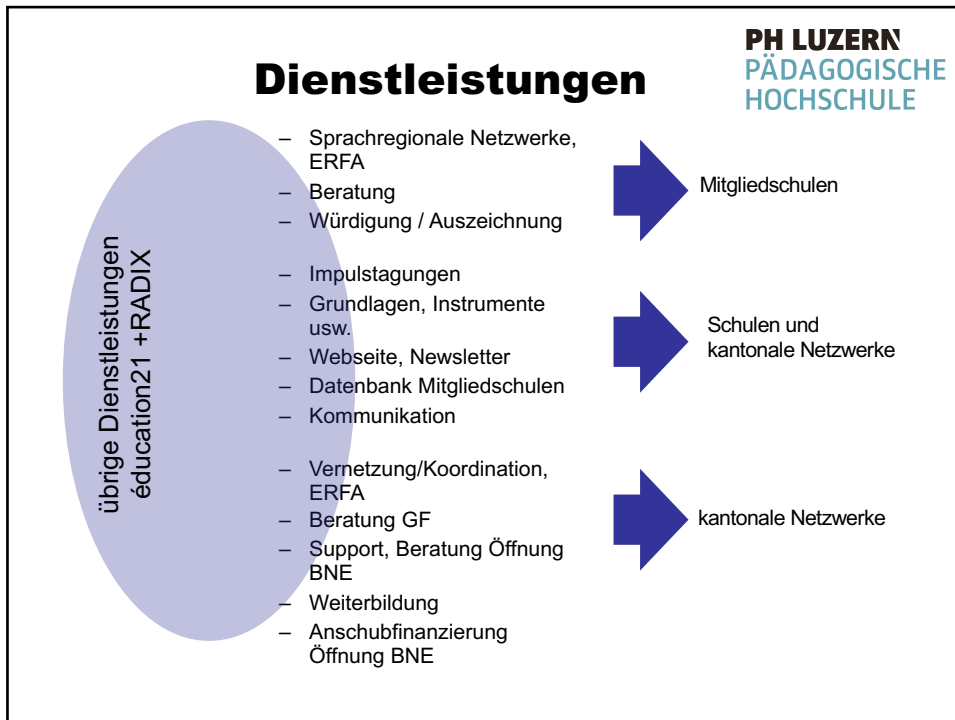 PH LUZERN
PÄDAGOGISCHE
HOCHSCHULE
Dienstleistungen
übrige Dienstleistungen
éducation21 +RADIX
– Sprachregionale Netzwerke,
ERFA
– Beratung
– Würdigung / Auszeichnung
Mitgliedschulen
– Impulstagungen
– Grundlagen, Instrumente
usw.
– Webseite, Newsletter
– Datenbank Mitgliedschulen
– Kommunikation
Schulen und
kantonale Netzwerke
– Vernetzung/Koordination,
ERFA
– Beratung GF
– Support, Beratung Öffnung
BNE
– Weiterbildung
– Anschubfinanzierung
Öffnung BNE
kantonale Netzwerke